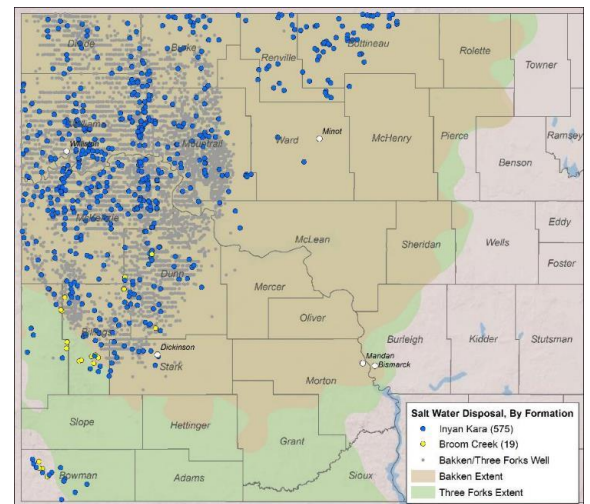 Divide
Burke
Renville
Bottineau
Rolette
Towner
Williams
Williston
Mountrail
Ward
Minot
McHenry
Pierce
Benson
Ramsey
McKenzie
McLean
Sheridan
Wells
Eddy
Foster
Dunn
Mercer
Oliver
Billings
Dickinson
Stark
Burleigh
Kidder
Stutsman
Mandan
Bismarck
Morton
Slope
Hettinger
Grant
Bowman
Adams
Sioux
Salt Water Disposal, By Formation
Inyan Kara (575)
Broom Creek (19)
Bakken/Three Forks Well
Bakken Extent
Three Forks Extent